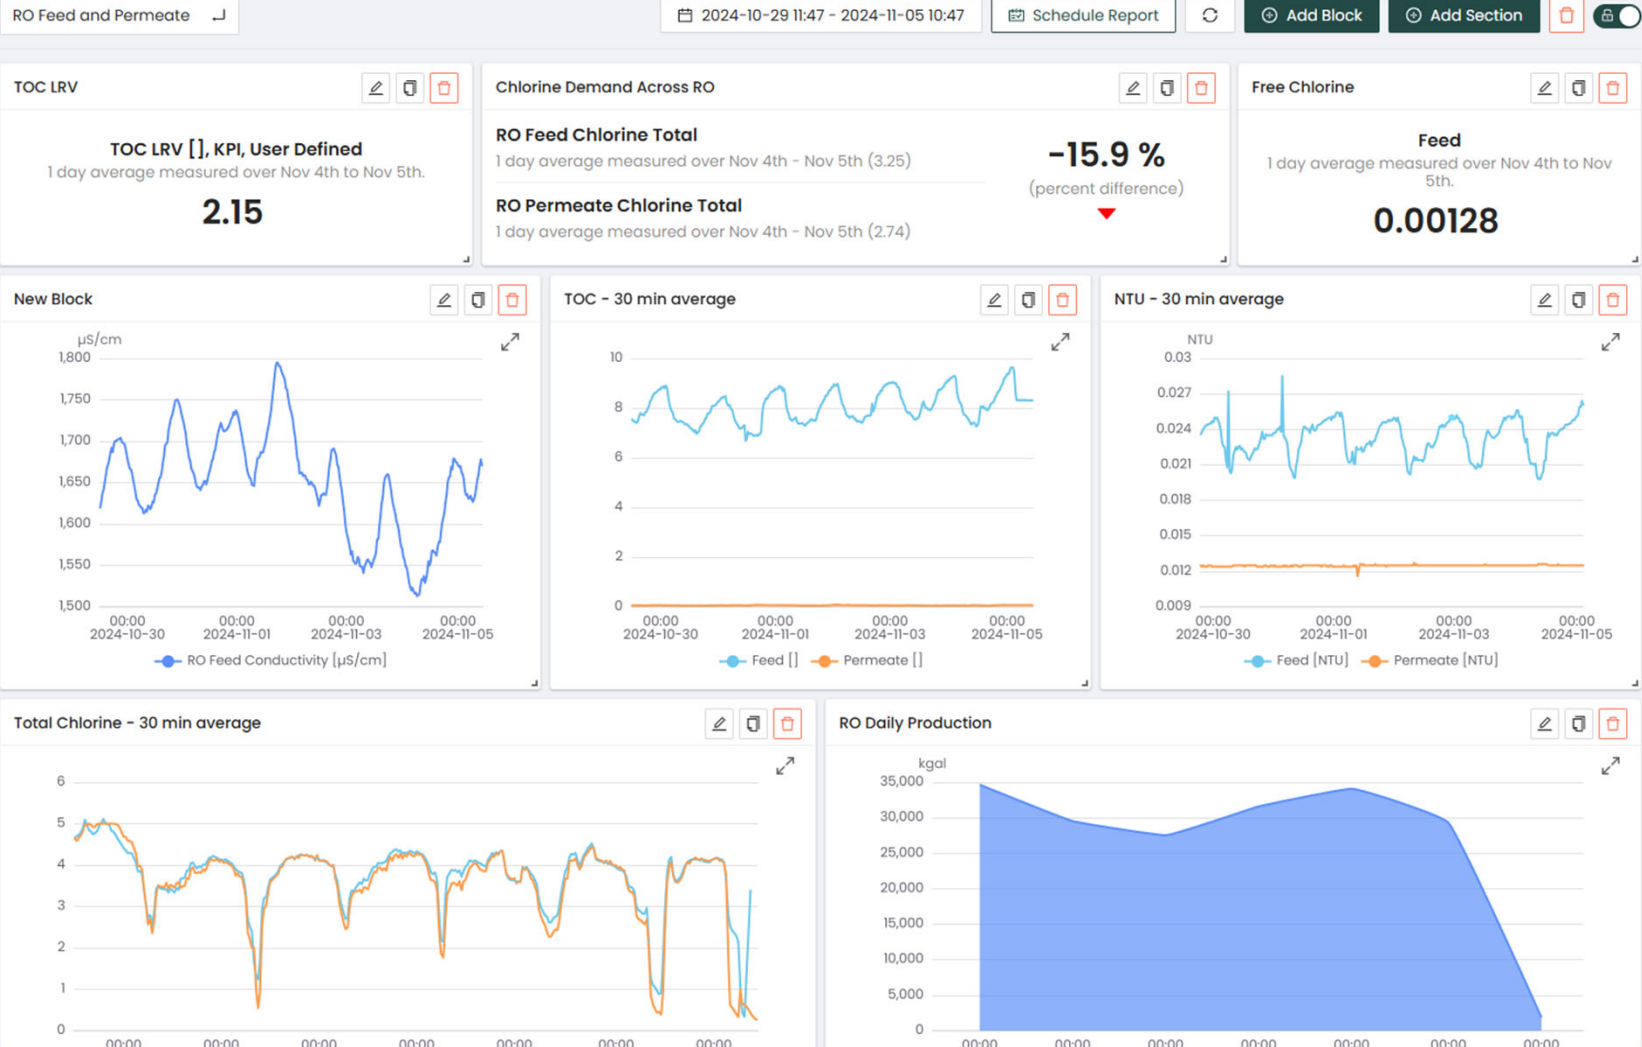 RO Feed and Permeate
2024-10-29 11:47 - 2024-11-05 10:47
Schedule Report
Add Block
Add Section
TOC LRV
TOC LRV [], KPI, User Defined
1 day average measured over Nov 4th to Nov 5th.
2.15
Chlorine Demand Across RO
RO Feed Chlorine Total
1 day average measured over Nov 4th - Nov 5th (3.25)
RO Permeate Chlorine Total
1 day average measured over Nov 4th - Nov 5th (2.74)
-15.9 %
(percent difference)
Free Chlorine
Feed
1 day average measured over Nov 4th to Nov
5th.
0.00128
New Block
µS/cm
1,800
1,750
1,700
1,650
1,600
1,550
1,500
00:00 00:00 00:00 00:00
2024-10-30 2024-11-01 2024-11-03 2024-11-05
RO Feed Conductivity [µS/cm]
TOC - 30 min average
10
8
6
4
2
0
00:00 00:00 00:00 00:00
2024-10-30 2024-11-01 2024-11-03 2024-11-05
Feed [] Permeate []
NTU - 30 min average
NTU
0.03
0.027
0.024
0.021
0.018
0.015
0.012
0.009
00:00 00:00 00:00 00:00
2024-10-30 2024-11-01 2024-11-03 2024-11-05
Feed [NTU] Permeate [NTU]
Total Chlorine - 30 min average
6
5
4
3
2
1
0
00:00 00:00 00:00 00:00 00:00 00:00 00:00
RO Daily Production
kgal
35,000
30,000
25,000
20,000
15,000
10,000
5,000
0
00:00 00:00 00:00 00:00 00:00 00:00 00:00